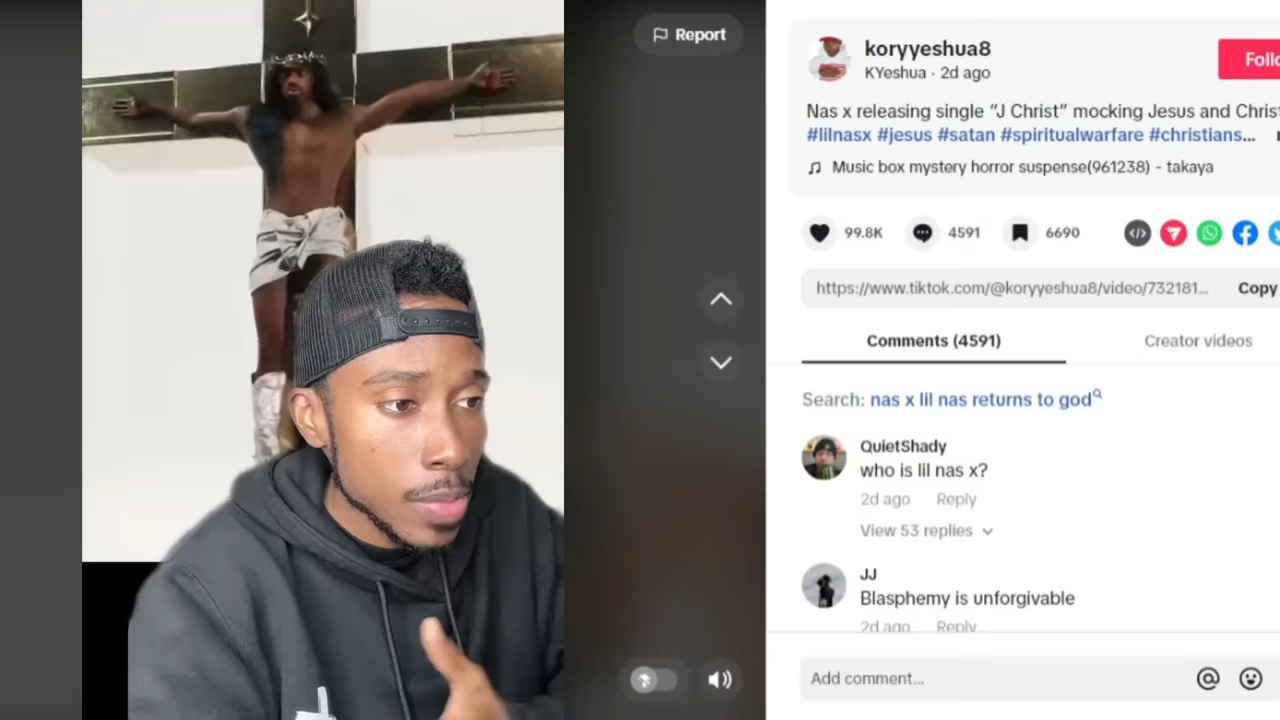 Report
koryyeshua8
KYeshua · 2d ago
Follo
Nas x releasing single “J Christ” mocking Jesus and Christ
#lilnasx #jesus #satan #spiritualwarfare #christians...
Music box mystery horror suspense(961238) - takaya
99.8K
4591
6690
https://www.tiktok.com/@koryyeshua8/video/732181...
Copy
Comments (4591)
Creator videos
Search: nas x lil nas returns to god
QuietShady
who is lil nas x?
2d ago Reply
View 53 replies
JJ
Blasphemy is unforgivable
2d ago Reply
Add comment...